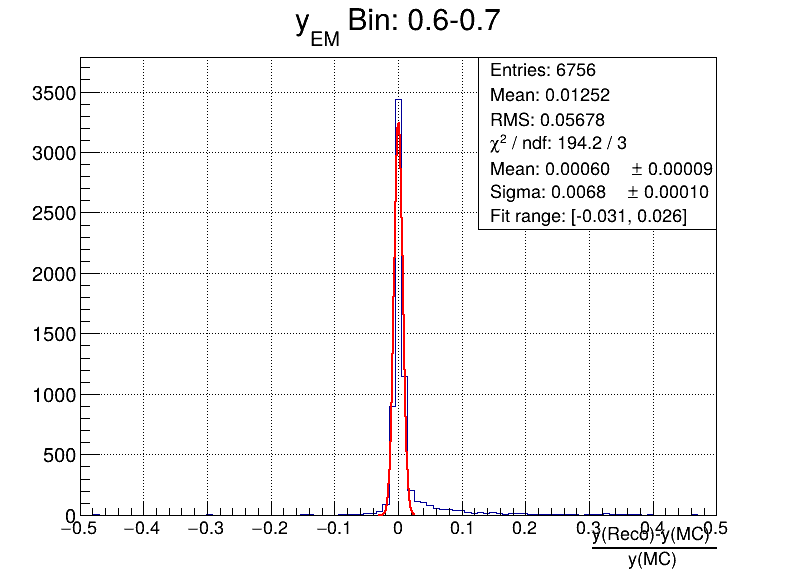 y_EM Bin: 0.6-0.7
Entries: 6756
Mean: 0.01252
RMS: 0.05678
χ² / ndf: 194.2 / 3
Mean: 0.00060 ± 0.00009
Sigma: 0.0068 ± 0.00010
Fit range: [-0.031, 0.026]
3500
3000
2500
2000
1500
1000
500
0
−0.5 −0.4 −0.3 −0.2 −0.1 0 0.1 0.2 0.3 0.4 0.5
y(Reco)-y(MC)
y(MC)